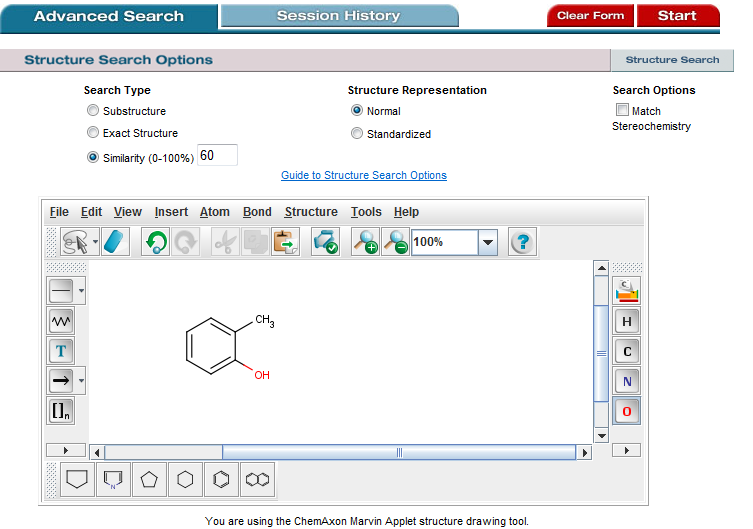 Advanced Search Session History Clear Form Start
Structure Search Options Structure Search
Search Type Structure Representation Search Options
Substructure Normal Match
Stereochemistry
Exact Structure Standardized
Similarity (0-100%) 60
Guide to Structure Search Options
File Edit View Insert Atom Bond Structure Tools Help
100% ?
CH3
OH
T
[]n
C
H
C
N
O
N
You are using the ChemAxon Marvin Applet structure drawing tool.